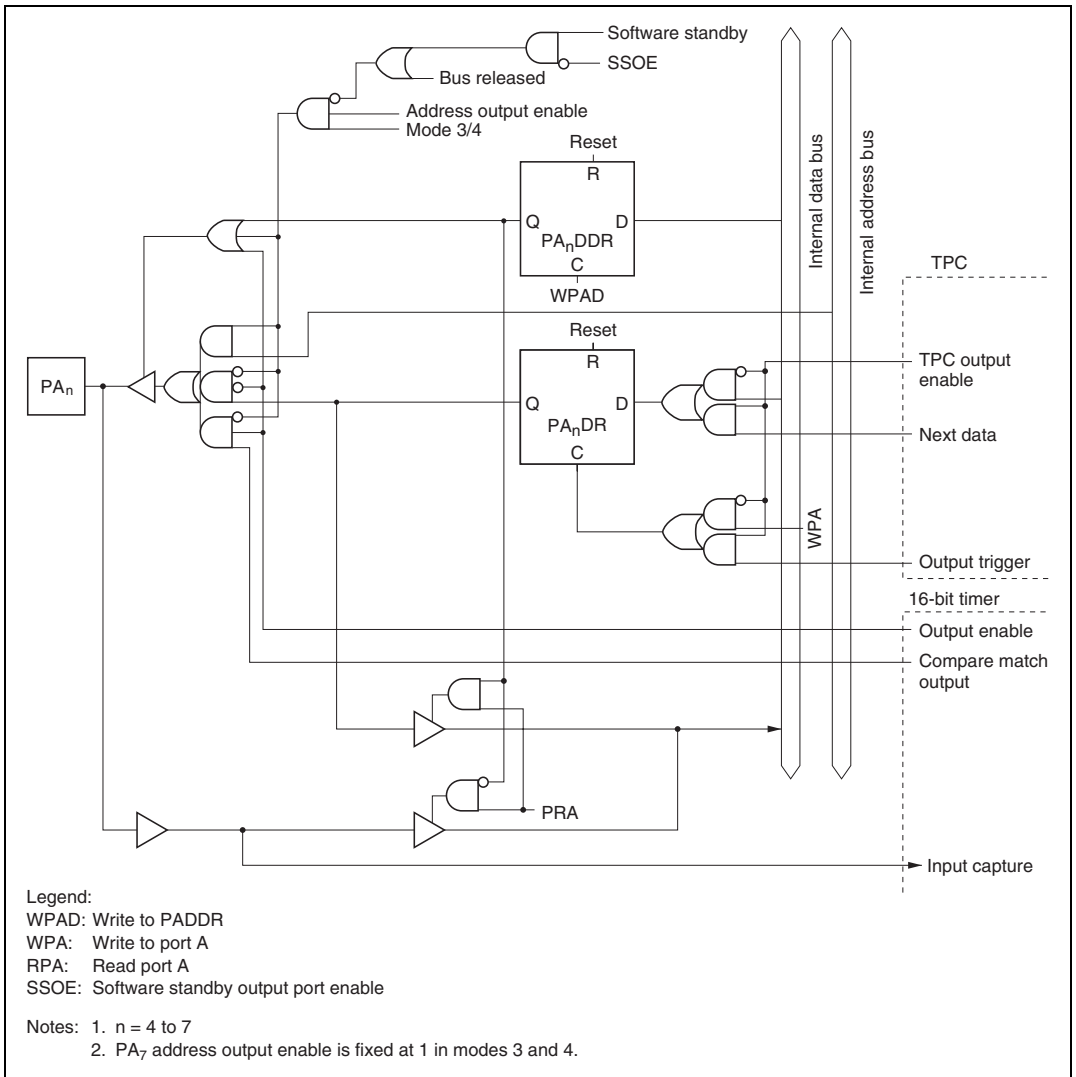 Software standby
SSOE
Bus released
Address output enable
Mode 3/4
Reset
R
Q D
PAnDDR
C
WPAD
Internal data bus
Internal address bus
TPC
Reset
R
PAn
Q D
PAnDR
C
TPC output
enable
Next data
WPA
Output trigger
16-bit timer
Output enable
Compare match
output
PRA
Input capture
Legend:
WPAD: Write to PADDR
WPA: Write to port A
RPA: Read port A
SSOE: Software standby output port enable
Notes: 1. n = 4 to 7
2. PA7 address output enable is fixed at 1 in modes 3 and 4.